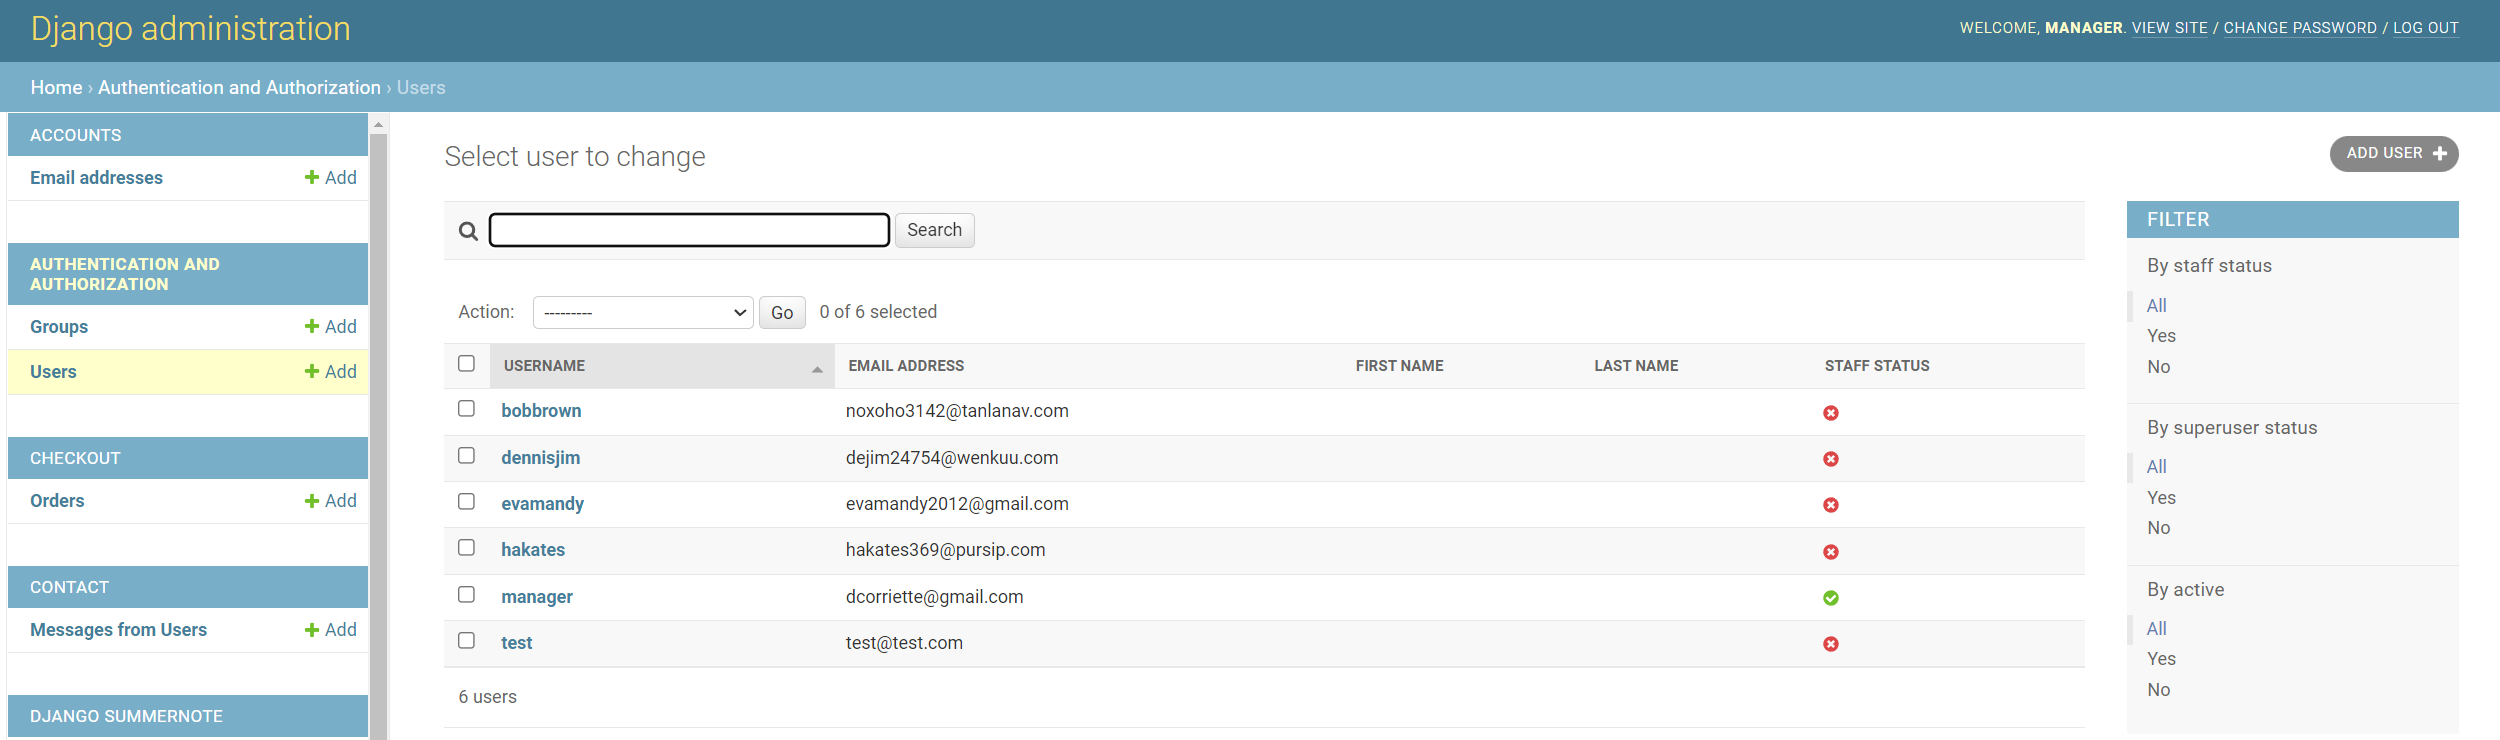 Django administration
WELCOME, MANAGER. VIEW SITE / CHANGE PASSWORD / LOG OUT
Home › Authentication and Authorization › Users
ACCOUNTS
Email addresses Add
AUTHENTICATION AND
AUTHORIZATION
Groups Add
Users Add
CHECKOUT
Orders Add
CONTACT
Messages from Users Add
DJANGO SUMMERNOTE
Select user to change
ADD USER
Search
Action: --------- Go 0 of 6 selected
USERNAME EMAIL ADDRESS FIRST NAME LAST NAME STAFF STATUS
bobbrown noxoho3142@tanlanav.com
dennisjim dejim24754@wenkuu.com
evamandy evamandy2012@gmail.com
hakates hakates369@pursip.com
manager dcorriette@gmail.com
test test@test.com
6 users
FILTER
By staff status
All
Yes
No
By superuser status
All
Yes
No
By active
All
Yes
No